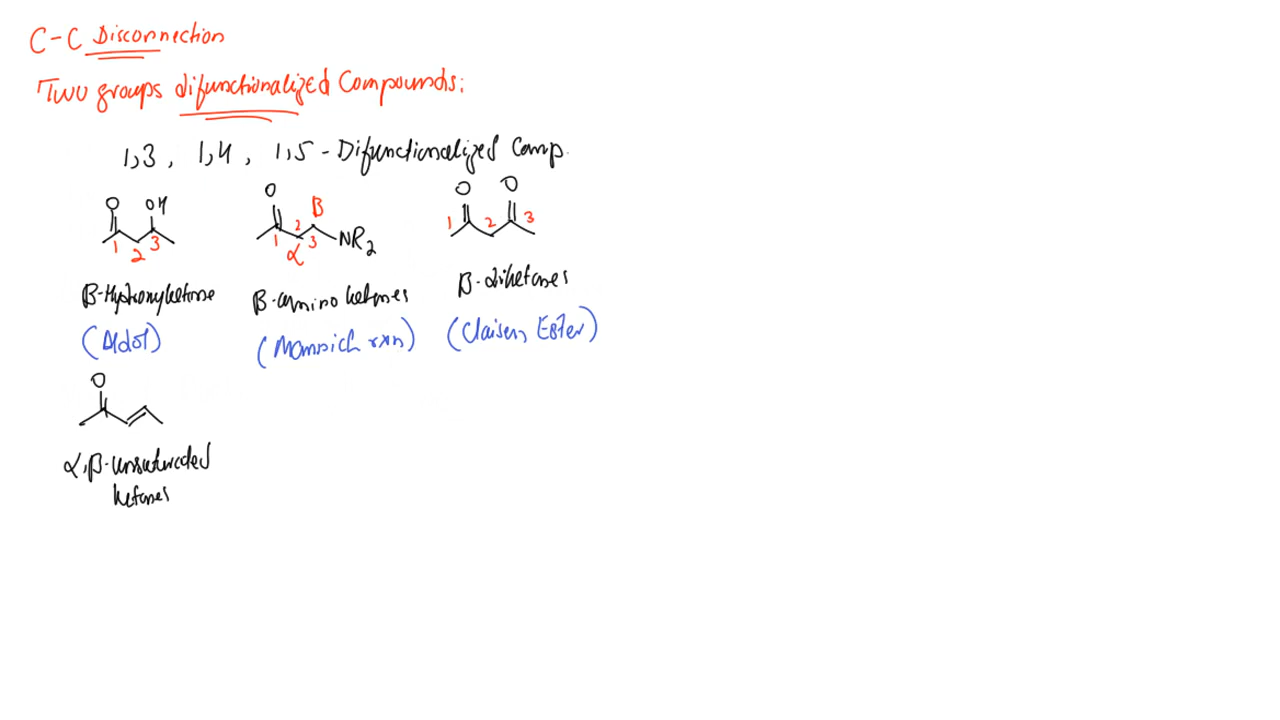 C-C Disconnection
Two groups difunctionalized Compounds:
1,3 , 1,4 , 1,5 - Difunctionalized Comp.
O OH O O O
1 2 3 1 2 3 α β NR2 1 2 3
β-Hydroxyketone β-amino ketones β-diketones
(Aldol) (Mannich rxn) (Claisen Ester)
O
α,β-unsaturated
ketones